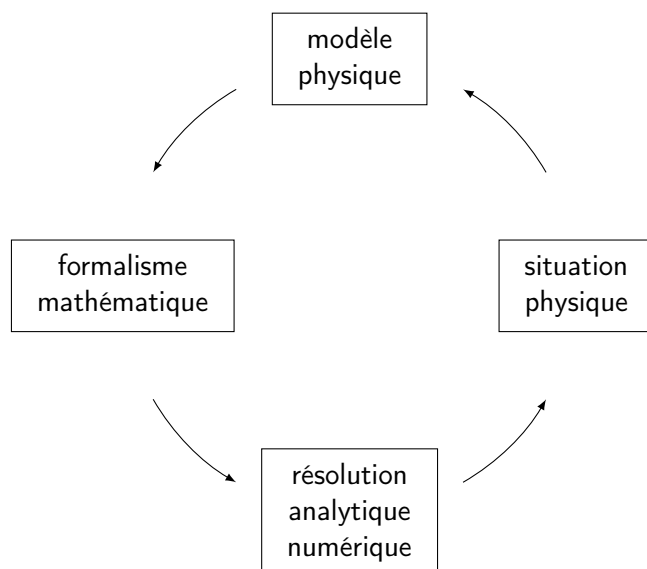 modèle
physique
formalisme
mathématique
situation
physique
résolution
analytique
numérique